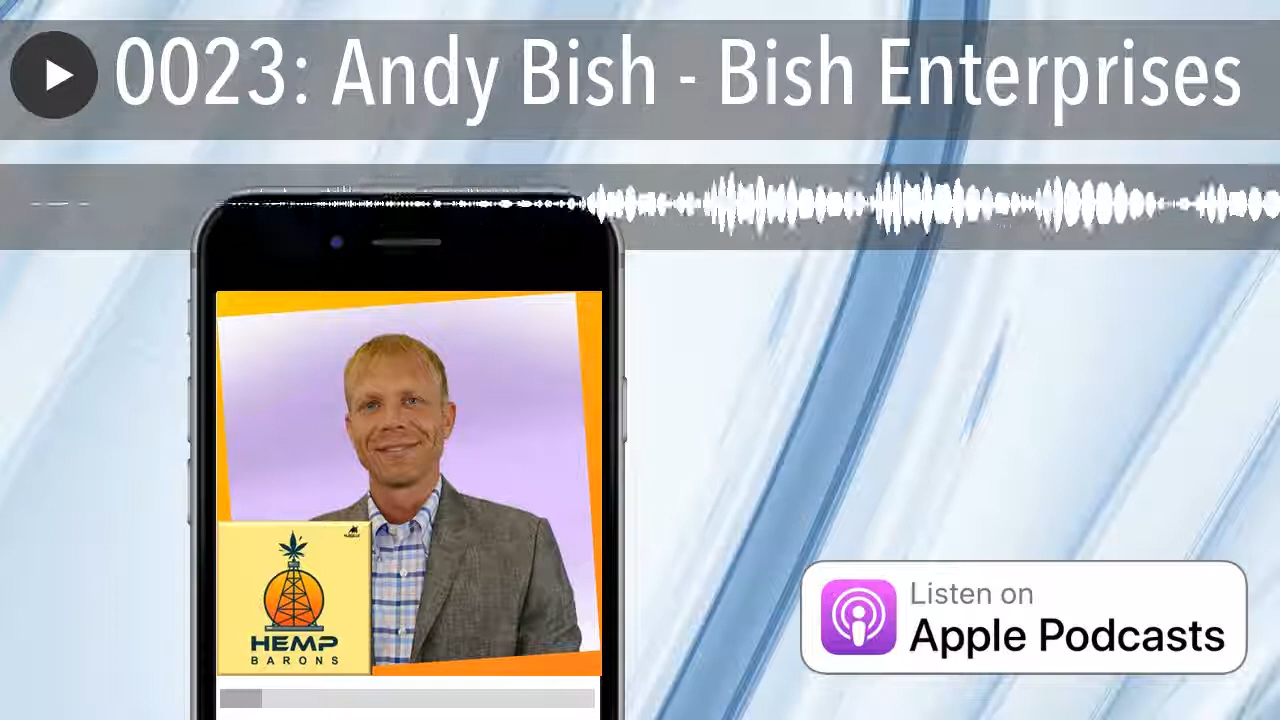 0023: Andy Bish - Bish Enterprises
HEMP
BARONS
Listen on
Apple Podcasts